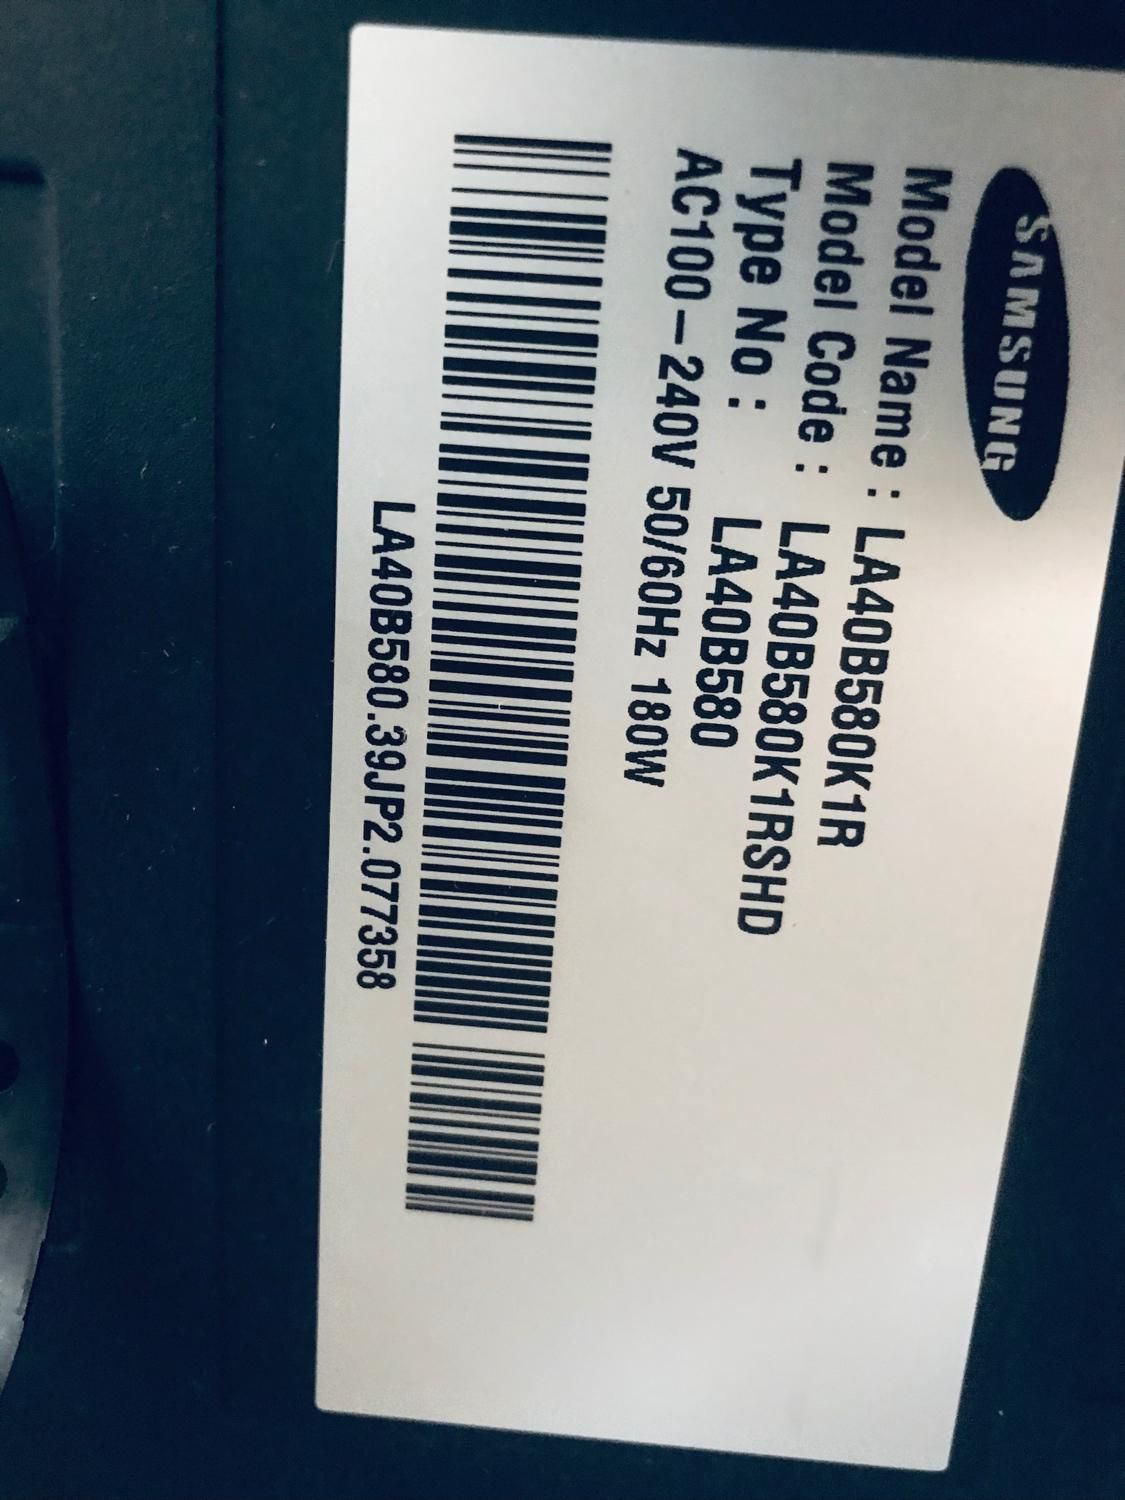 SAMSUNG
Model Name : LA40B580K1R
Model Code : LA40B580K1RSHD
Type No : LA40B580
AC100-240V 50/60Hz 180W
LA40B580.39JP2.077358